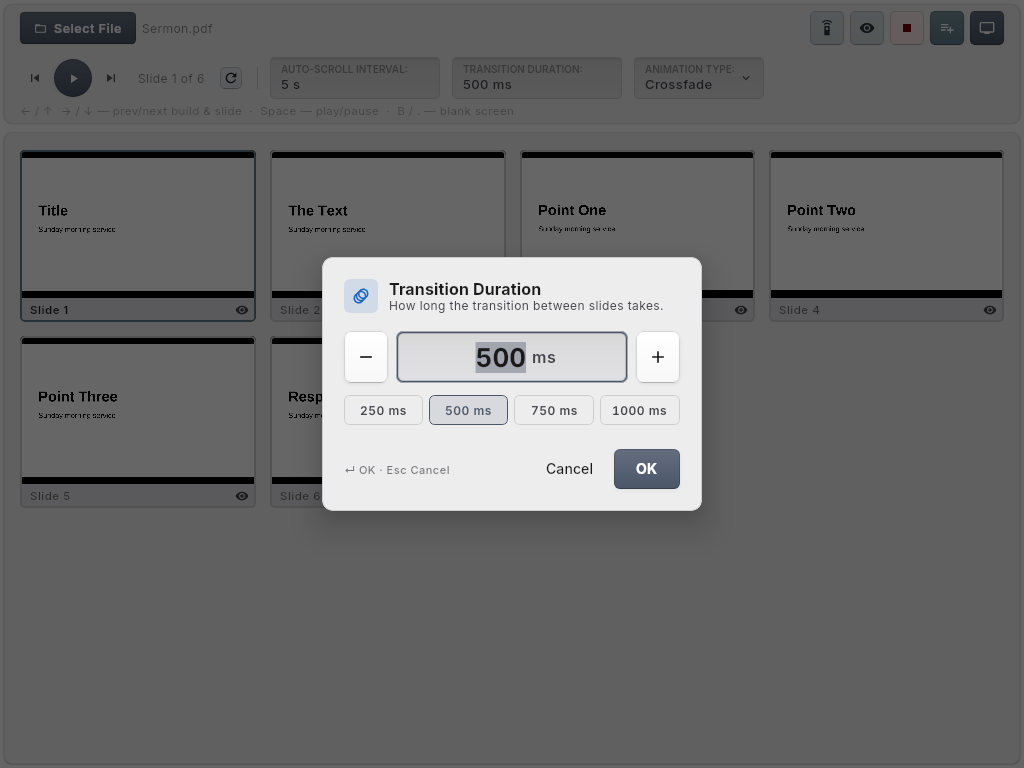 Select File
Sermon.pdf
Slide 1 of 6
AUTO-SCROLL INTERVAL:
5 s
TRANSITION DURATION:
500 ms
ANIMATION TYPE:
Crossfade
← / ↑ → / ↓ — prev/next build & slide · Space — play/pause · B / . — blank screen
Title
Sunday morning service
Slide 1
The Text
Sunday morning service
Slide 2
Point One
Sunday morning service
Point Two
Sunday morning service
Slide 4
Point Three
Sunday morning service
Slide 5
Slide 6
Transition Duration
How long the transition between slides takes.
− 500 ms +
250 ms 500 ms 750 ms 1000 ms
↵ OK · Esc Cancel
Cancel
OK